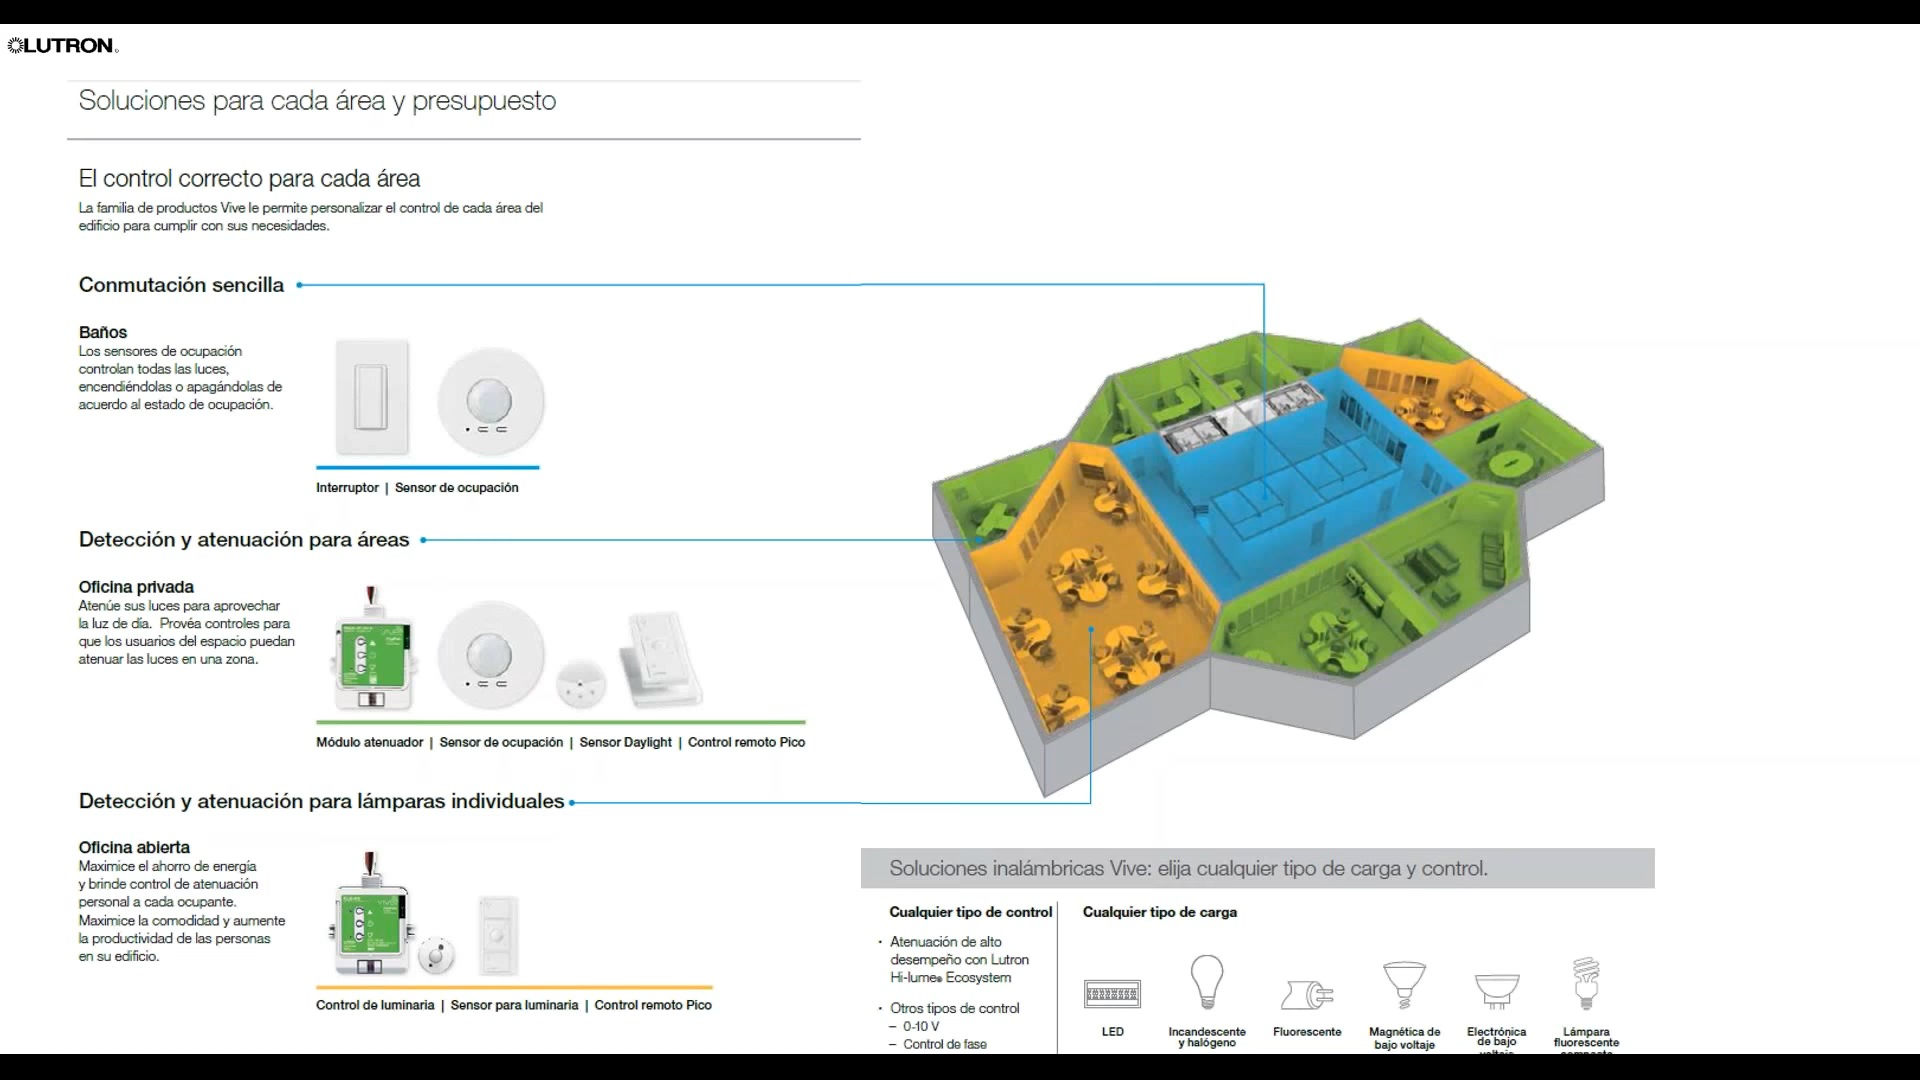 LUTRON
Soluciones para cada área y presupuesto
El control correcto para cada área
La familia de productos Vive le permite personalizar el control de cada área del
edificio para cumplir con sus necesidades.
Conmutación sencilla
Baños
Los sensores de ocupación
controlan todas las luces,
encendiéndolas o apagándolas de
acuerdo al estado de ocupación.
Interruptor | Sensor de ocupación
Detección y atenuación para áreas
Oficina privada
Atenúe sus luces para aprovechar
la luz de día. Provéa controles para
que los usuarios del espacio puedan
atenuar las luces en una zona.
Módulo atenuador | Sensor de ocupación | Sensor Daylight | Control remoto Pico
Detección y atenuación para lámparas individuales
Oficina abierta
Maximice el ahorro de energía
y brinde control de atenuación
personal a cada ocupante.
Maximice la comodidad y aumente
la productividad de las personas
en su edificio.
Control de luminaria | Sensor para luminaria | Control remoto Pico
Soluciones inalámbricas Vive: elija cualquier tipo de carga y control.
Cualquier tipo de control
· Atenuación de alto
desempeño con Lutron
Hi-lume® Ecosystem
· Otros tipos de control
– 0-10 V
– Control de fase
Cualquier tipo de carga
LED
Incandescente
y halógeno
Fluorescente
Magnética de
bajo voltaje
Electrónica
de bajo
voltaje
Lámpara
fluorescente
compacta